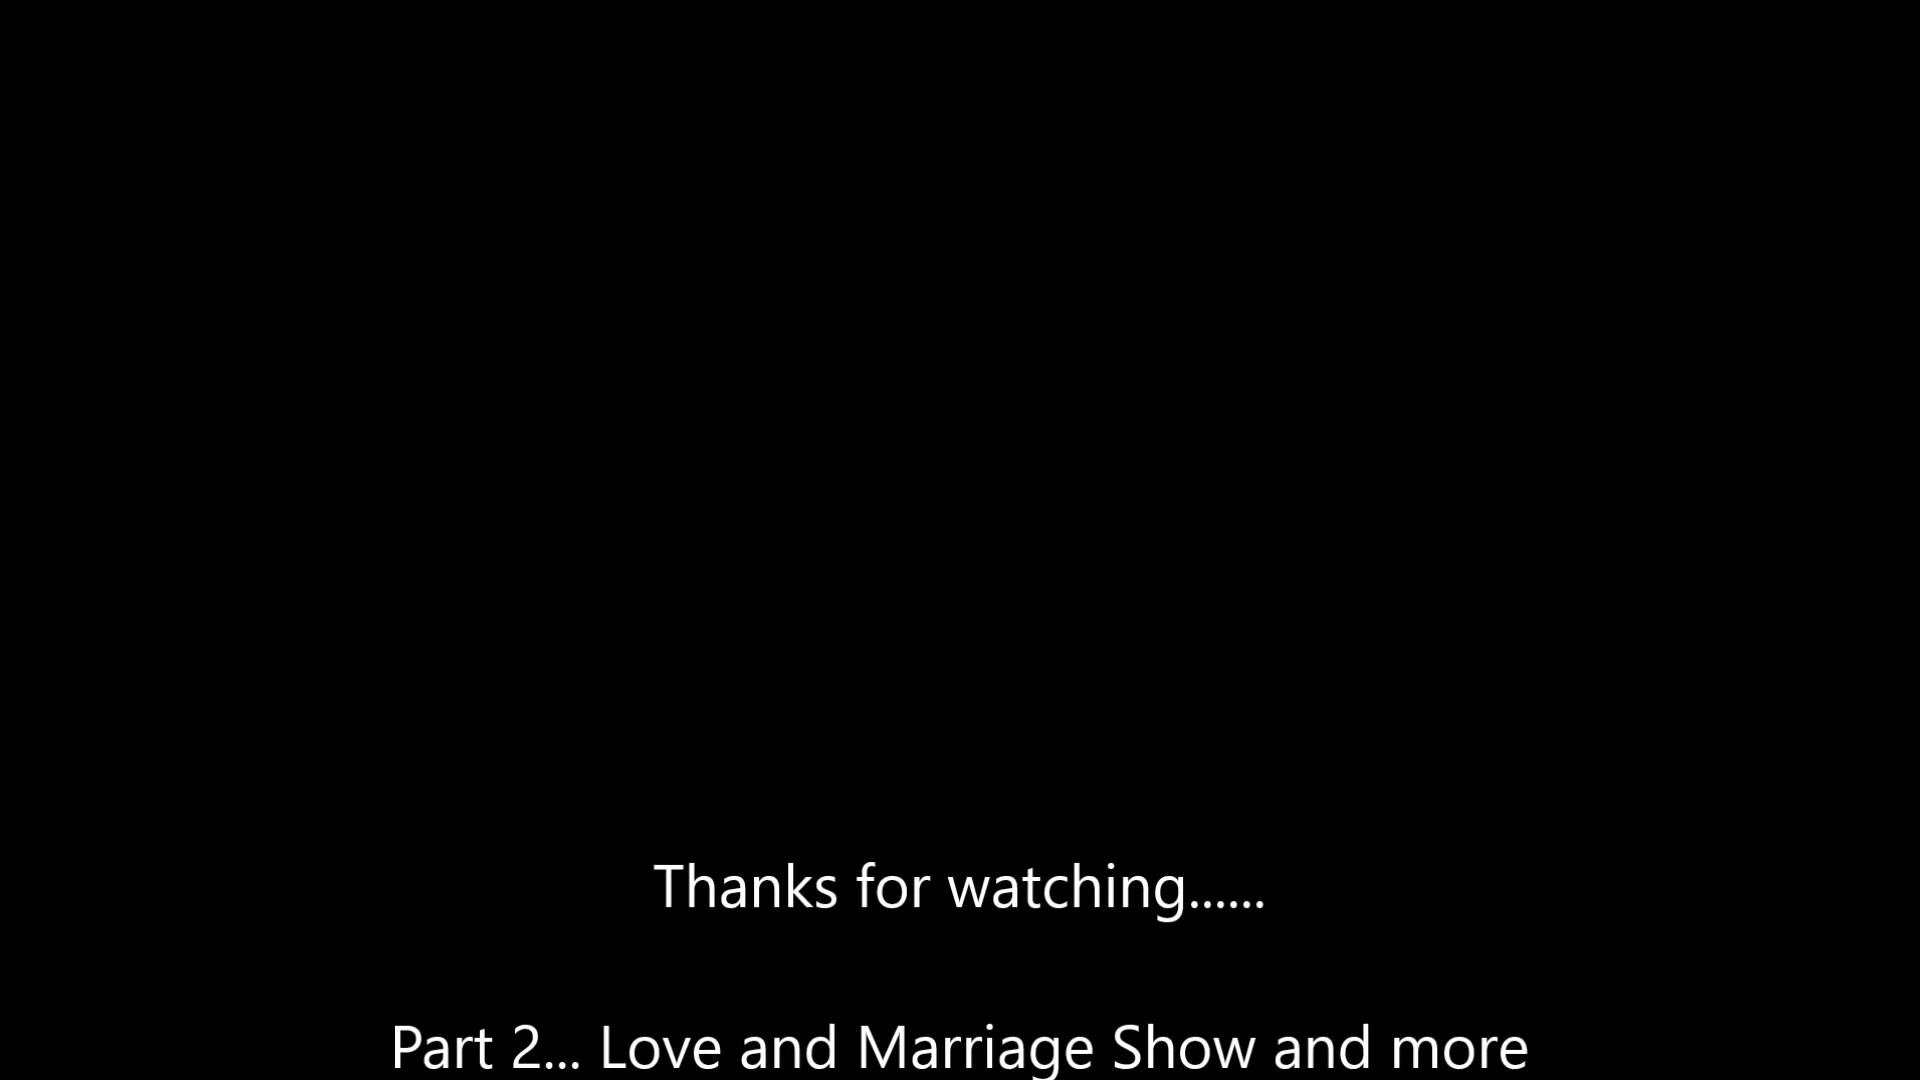 Thanks for watching......
Part 2... Love and Marriage Show and more